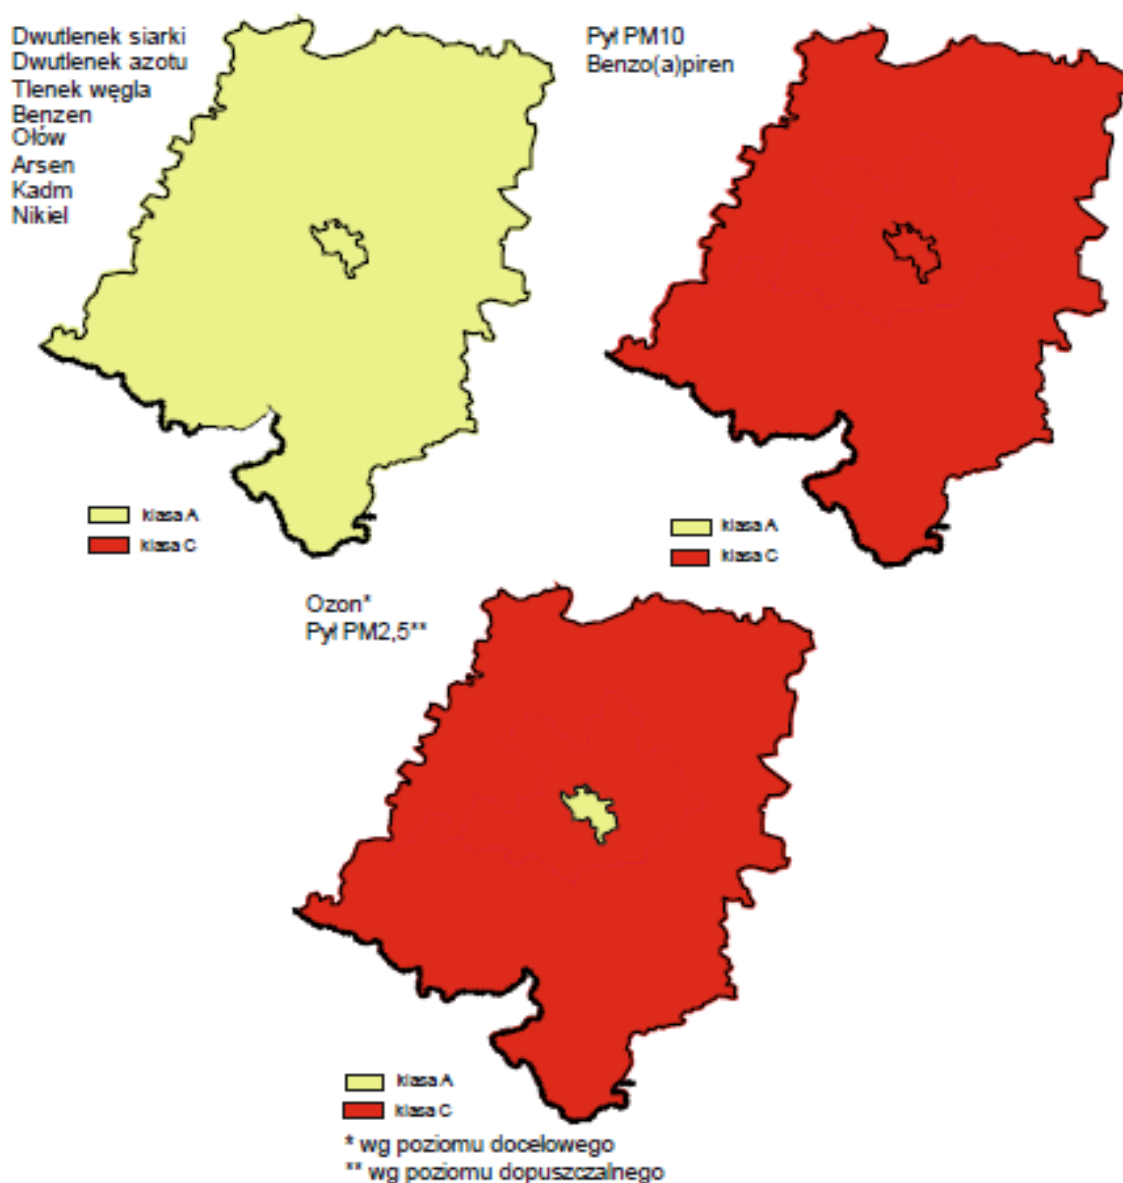 Dwutlenek siarki
Dwutlenek azotu
Tlenek węgla
Benzen
Ołów
Arsen
Kadm
Nikiel
klasa A
klasa C
Pył PM10
Benzo(a)piren
klasa A
klasa C
Ozon*
Pył PM2,5**
klasa A
klasa C
* wg poziomu docelowego
** wg poziomu dopuszczalnego